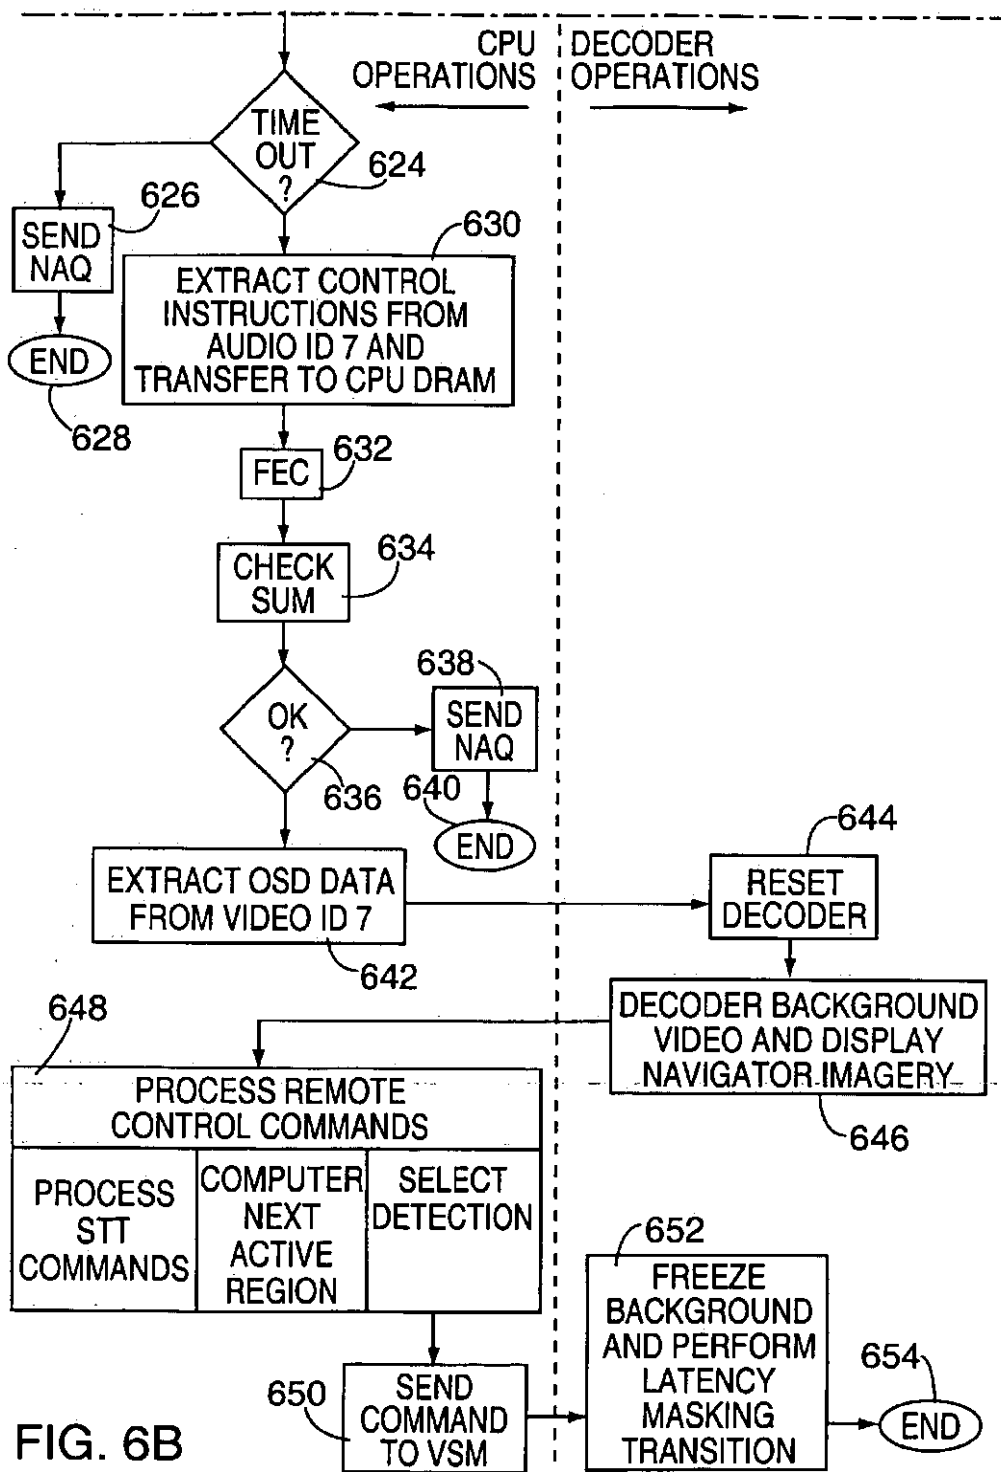 CPU OPERATIONS
DECODER OPERATIONS
TIME
OUT
?
624
626
SEND
NAQ
END
628
630
EXTRACT CONTROL
INSTRUCTIONS FROM
AUDIO ID 7 AND
TRANSFER TO CPU DRAM
632
FEC
634
CHECK
SUM
OK
?
636
638
SEND
NAQ
640
END
EXTRACT OSD DATA
FROM VIDEO ID 7
642
644
RESET
DECODER
DECODER BACKGROUND
VIDEO AND DISPLAY
NAVIGATOR IMAGERY
646
648
PROCESS REMOTE
CONTROL COMMANDS
PROCESS
STT
COMMANDS
COMPUTER
NEXT
ACTIVE
REGION
SELECT
DETECTION
650
SEND
COMMAND
TO VSM
652
FREEZE
BACKGROUND
AND PERFORM
LATENCY
MASKING
TRANSITION
654
END
FIG. 6B